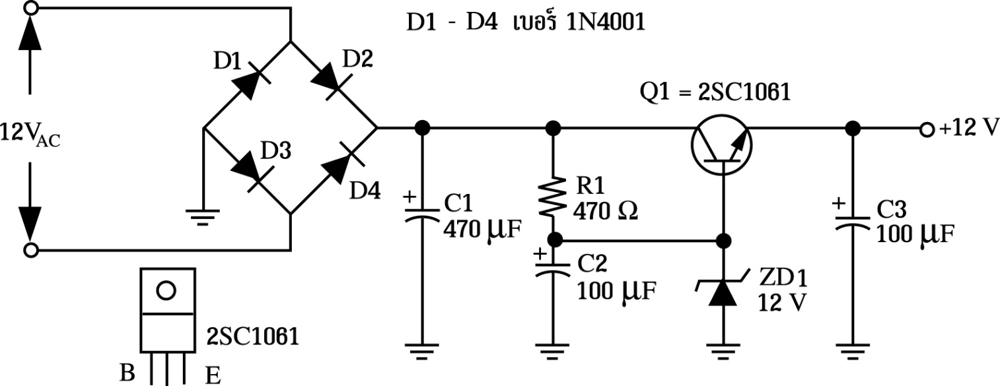 D1 - D4 เบอร์ 1N4001
D1
D2
Q1 = 2SC1061
12VAC
+12 V
D3
D4
+
C1
470 µF
R1
470 Ω
+
C3
100 µF
+
C2
100 µF
ZD1
12 V
2SC1061
B
E